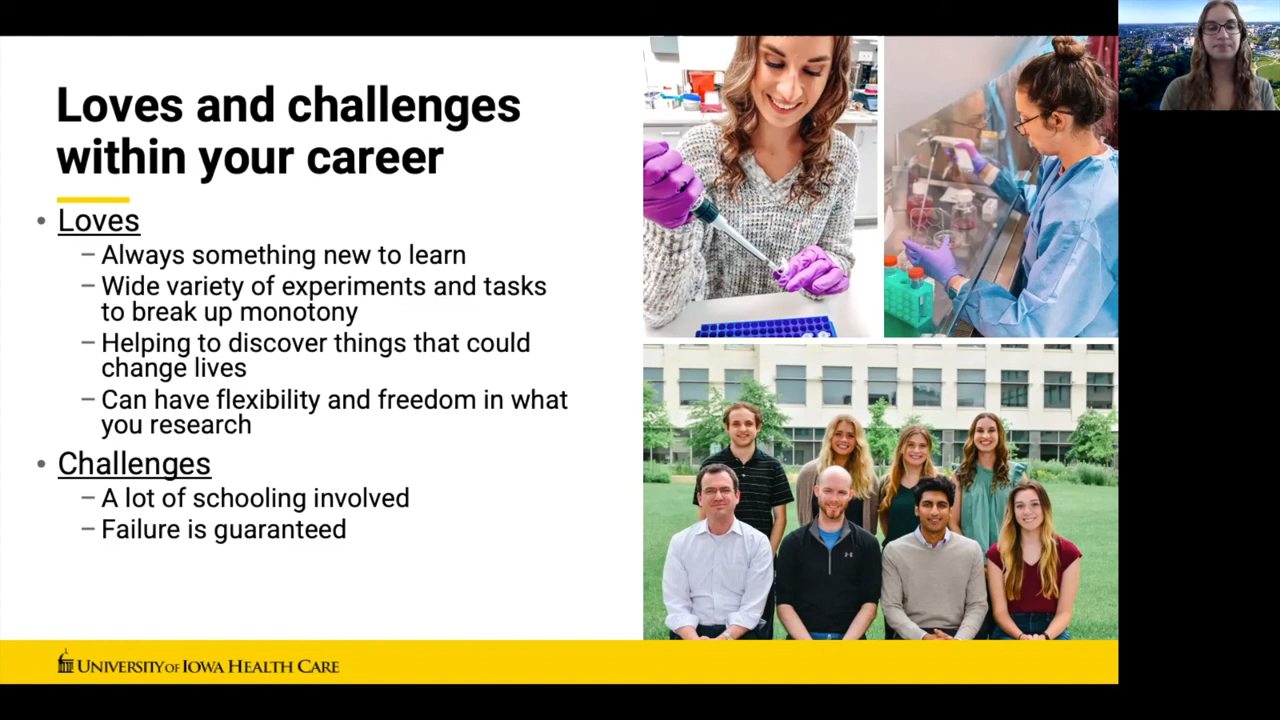 Loves and challenges
within your career
• Loves
– Always something new to learn
– Wide variety of experiments and tasks
to break up monotony
– Helping to discover things that could
change lives
– Can have flexibility and freedom in what
you research
• Challenges
– A lot of schooling involved
– Failure is guaranteed
UNIVERSITY OF IOWA HEALTH CARE